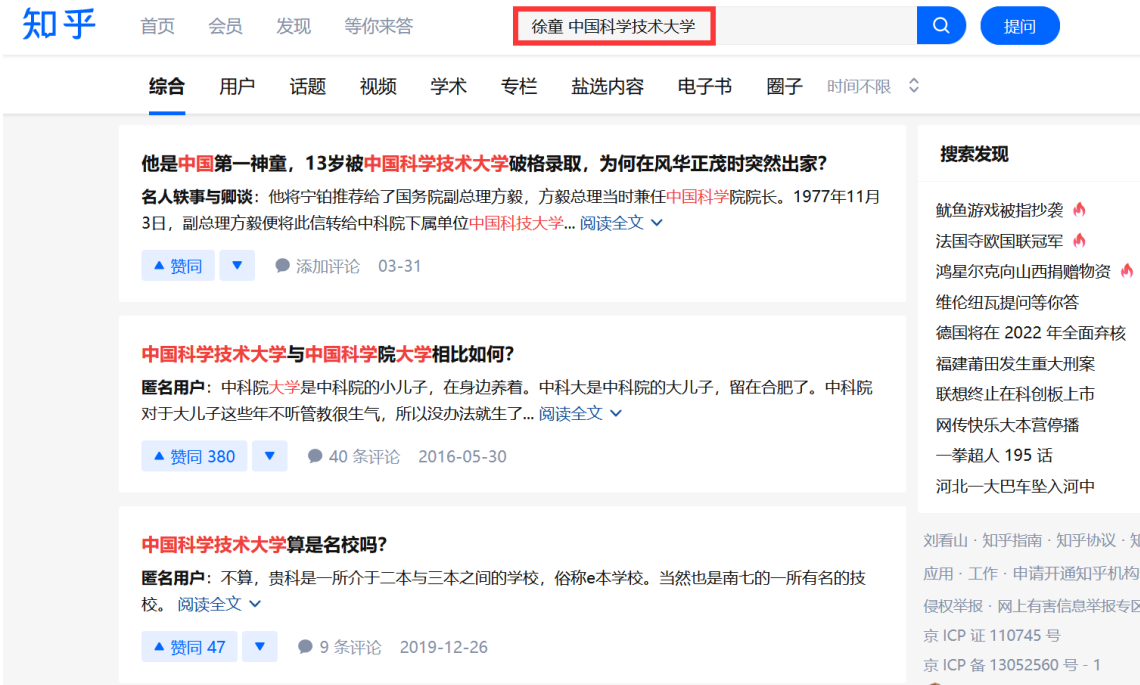 知乎 首页 会员 发现 等你来答 徐童 中国科学技术大学 提问
综合 用户 话题 视频 学术 专栏 盐选内容 电子书 圈子 时间不限
他是中国第一神童，13岁被中国科学技术大学破格录取，为何在风华正茂时突然出家？
名人轶事与卿谈：他将宁铂推荐给了国务院副总理方毅，方毅总理当时兼任中国科学院院长。1977年11月
3日，副总理方毅便将此信转给中科院下属单位中国科技大学... 阅读全文
赞同 添加评论 03-31
中国科学技术大学与中国科学院大学相比如何？
匿名用户：中科院大学是中科院的小儿子，在身边养着。中科大是中科院的大儿子，留在合肥了。中科院
对于大儿子这些年不听管教很生气，所以没办法就生了... 阅读全文
赞同 380 40 条评论 2016-05-30
中国科学技术大学算是名校吗？
匿名用户：不算，贵科是一所介于二本与三本之间的学校，俗称e本学校。当然也是南七的一所有名的技
校。 阅读全文
赞同 47 9 条评论 2019-12-26
搜索发现
鱿鱼游戏被指抄袭
法国夺欧国联冠军
鸿星尔克向山西捐赠物资
维伦纽瓦提问等你答
德国将在 2022 年全面弃核
福建莆田发生重大刑案
联想终止在科创板上市
网传快乐大本营停播
一拳超人 195 话
河北一大巴车坠入河中
刘看山 · 知乎指南 · 知乎协议 · 知
应用 · 工作 · 申请开通知乎机构
侵权举报 · 网上有害信息举报专区
京 ICP 证 110745 号
京 ICP 备 13052560 号 - 1